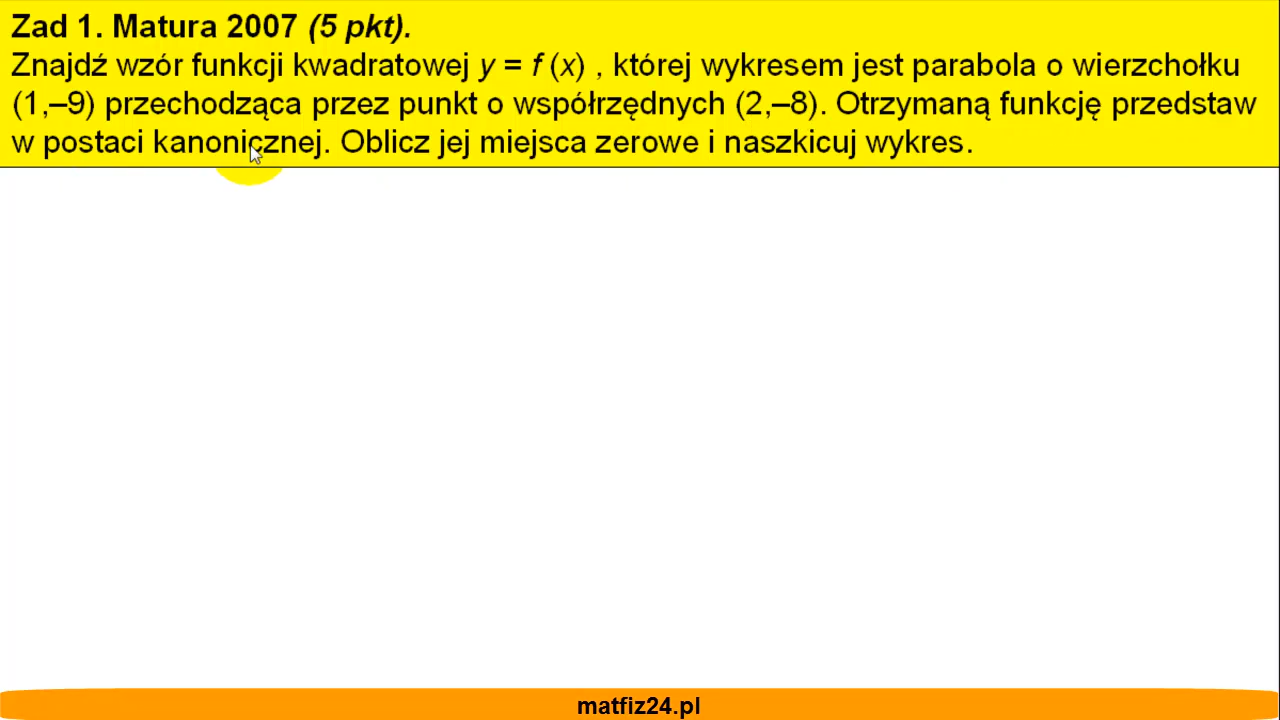 Zad 1. Matura 2007 (5 pkt).
Znajdź wzór funkcji kwadratowej y = f (x) , której wykresem jest parabola o wierzchołku
(1,–9) przechodząca przez punkt o współrzędnych (2,–8). Otrzymaną funkcję przedstaw
w postaci kanonicznej. Oblicz jej miejsca zerowe i naszkicuj wykres.
matfiz24.pl